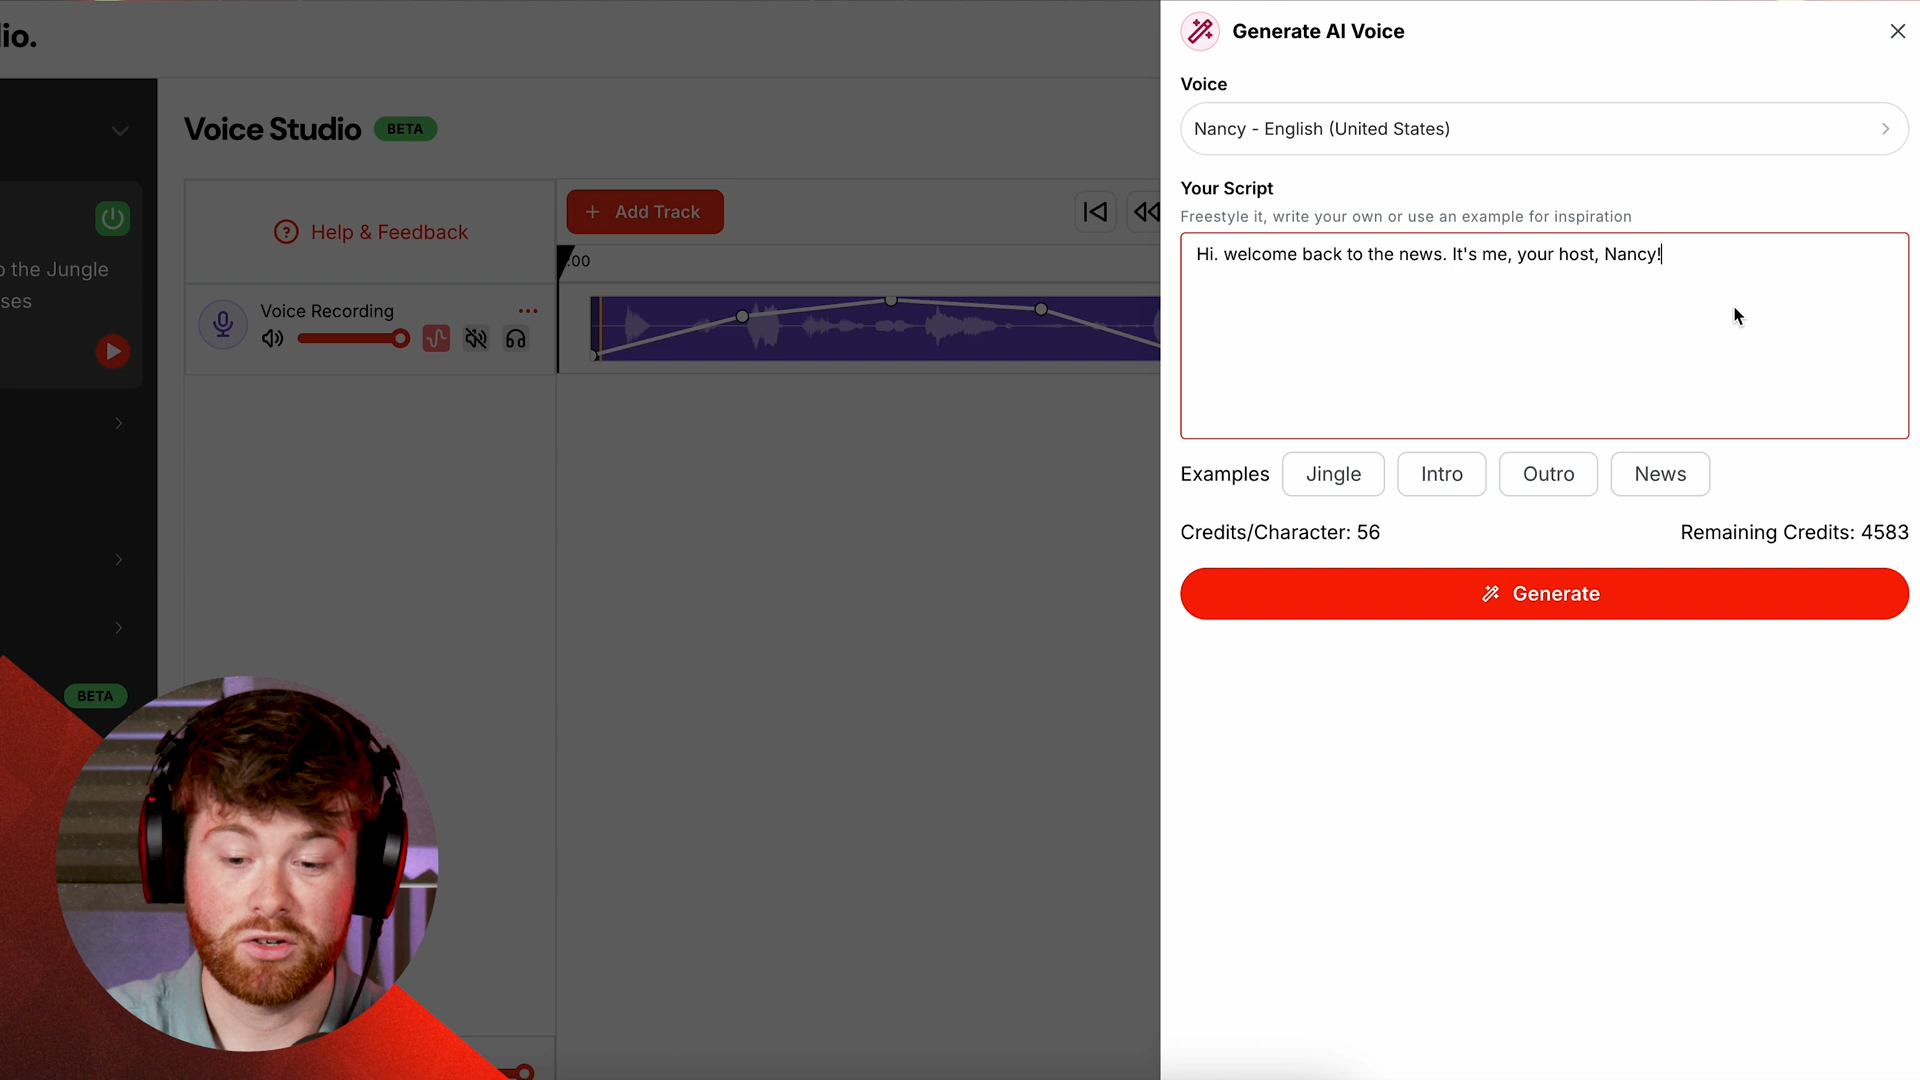 io.
Voice Studio
BETA
Help & Feedback
+ Add Track
:00
o the Jungle
ses
Voice Recording
BETA
Generate AI Voice
Voice
Nancy - English (United States)
Your Script
Freestyle it, write your own or use an example for inspiration
Hi. welcome back to the news. It's me, your host, Nancy!
Examples
Jingle
Intro
Outro
News
Credits/Character: 56
Remaining Credits: 4583
Generate